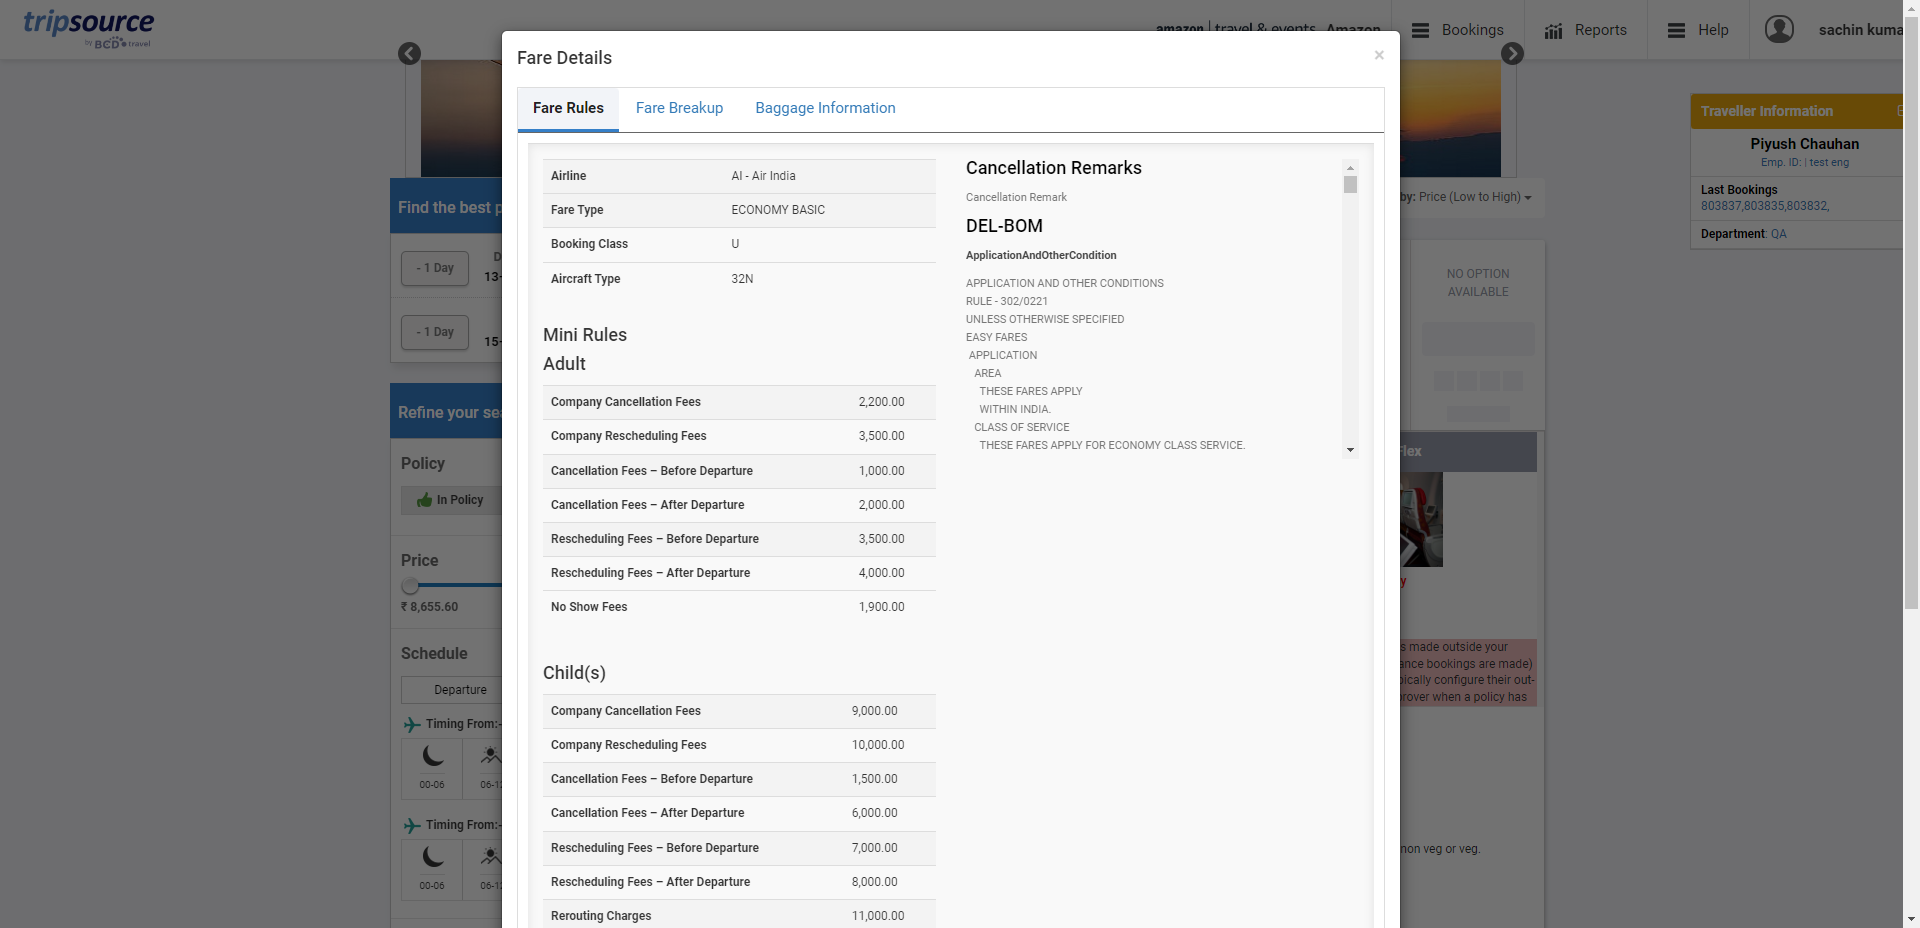 tripsource
by BCD travel
amazon | travel & events Amazon
Bookings
Reports
Help
sachin kuma
Fare Details
×
Fare Rules
Fare Breakup
Baggage Information
Airline AI - Air India
Fare Type ECONOMY BASIC
Booking Class U
Aircraft Type 32N
Mini Rules
Adult
Company Cancellation Fees 2,200.00
Company Rescheduling Fees 3,500.00
Cancellation Fees – Before Departure 1,000.00
Cancellation Fees – After Departure 2,000.00
Rescheduling Fees – Before Departure 3,500.00
Rescheduling Fees – After Departure 4,000.00
No Show Fees 1,900.00
Child(s)
Company Cancellation Fees 9,000.00
Company Rescheduling Fees 10,000.00
Cancellation Fees – Before Departure 1,500.00
Cancellation Fees – After Departure 6,000.00
Rescheduling Fees – Before Departure 7,000.00
Rescheduling Fees – After Departure 8,000.00
Rerouting Charges 11,000.00
Cancellation Remarks
Cancellation Remark
DEL-BOM
ApplicationAndOtherCondition
APPLICATION AND OTHER CONDITIONS
RULE - 302/0221
UNLESS OTHERWISE SPECIFIED
EASY FARES
APPLICATION
AREA
THESE FARES APPLY
WITHIN INDIA.
CLASS OF SERVICE
THESE FARES APPLY FOR ECONOMY CLASS SERVICE.
Find the best p
- 1 Day
D
13-
- 1 Day
15-
Refine your sea
Policy
In Policy
Price
₹ 8,655.60
Schedule
Departure
Timing From:-
00-06
06-12
Timing From:-
00-06
06-12
by: Price (Low to High)
NO OPTION
AVAILABLE
Flex
y
s made outside your
ance bookings are made)
pically configure their out-
prover when a policy has
non veg or veg.
Traveller Information
Piyush Chauhan
Emp. ID: | test eng
Last Bookings
803837,803835,803832,
Department: QA